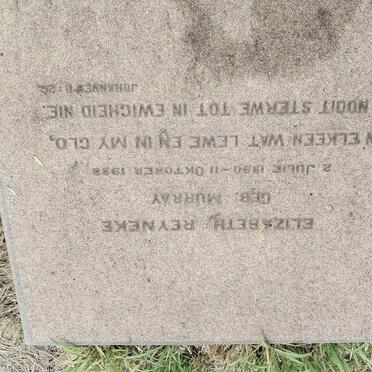 ELIZABETH REYNEKE
GEB. MURRAY
2 JULIE 1890 – 11 OKTOBER 1938
N ELKEEN WAT LEWE EN IN MY GLO,
NOOIT STERWE TOT IN EWIGHEID NIE.
JOHANNES 11:26.